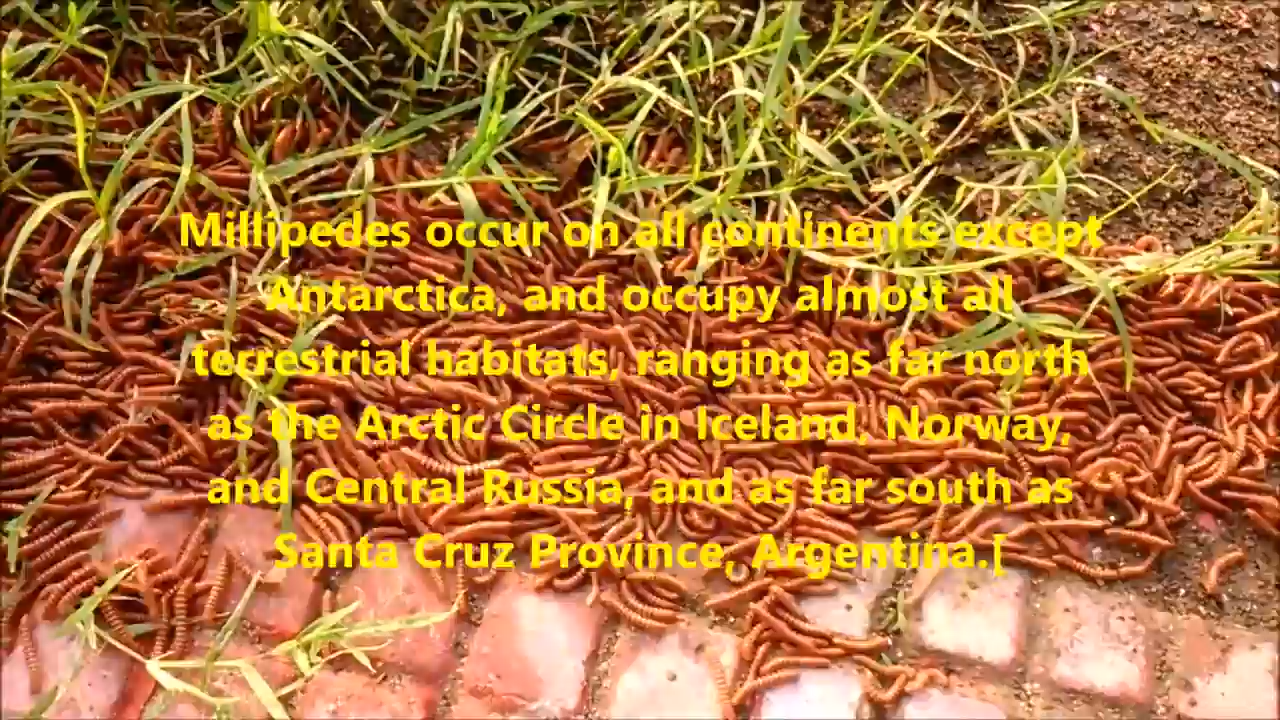 Millipedes occur on all continents except
Antarctica, and occupy almost all
terrestrial habitats, ranging as far north
as the Arctic Circle in Iceland, Norway,
and Central Russia, and as far south as
Santa Cruz Province, Argentina.[